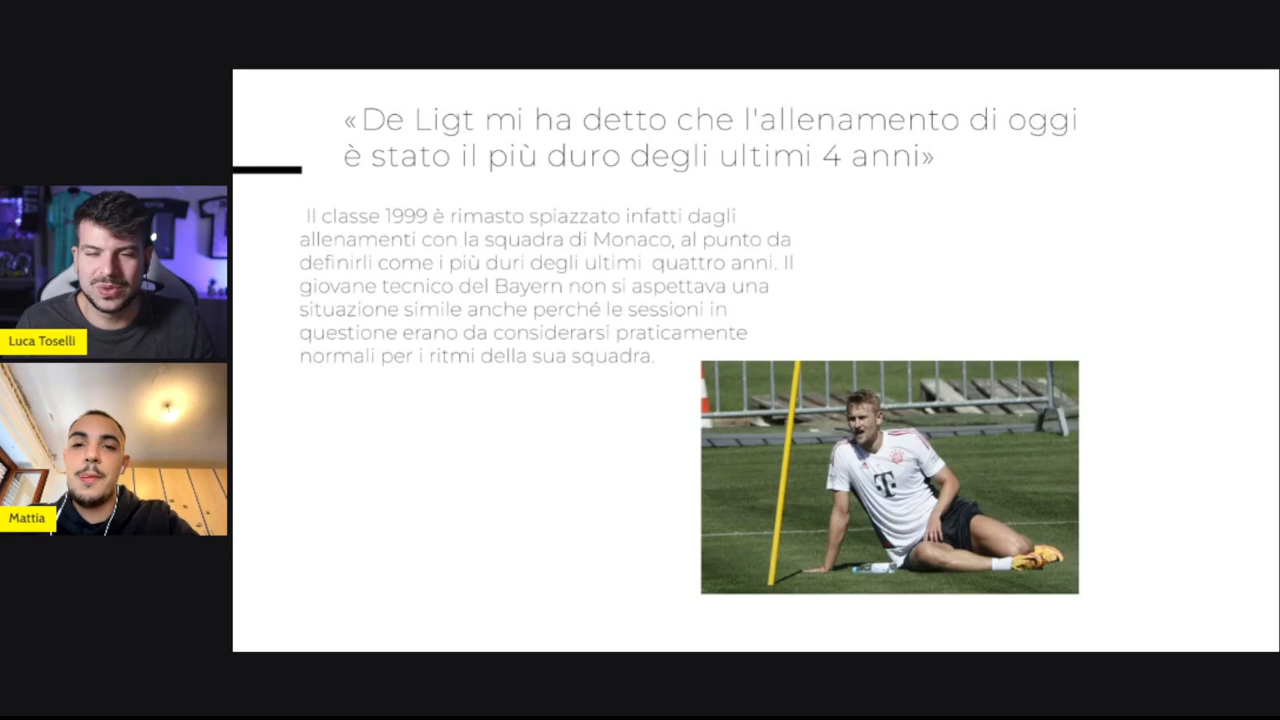 «De Ligt mi ha detto che l'allenamento di oggi
è stato il più duro degli ultimi 4 anni»
Il classe 1999 è rimasto spiazzato infatti dagli
allenamenti con la squadra di Monaco, al punto da
definirli come i più duri degli ultimi quattro anni. Il
giovane tecnico del Bayern non si aspettava una
situazione simile anche perché le sessioni in
questione erano da considerarsi praticamente
normali per i ritmi della sua squadra.
Luca Toselli
Mattia
T